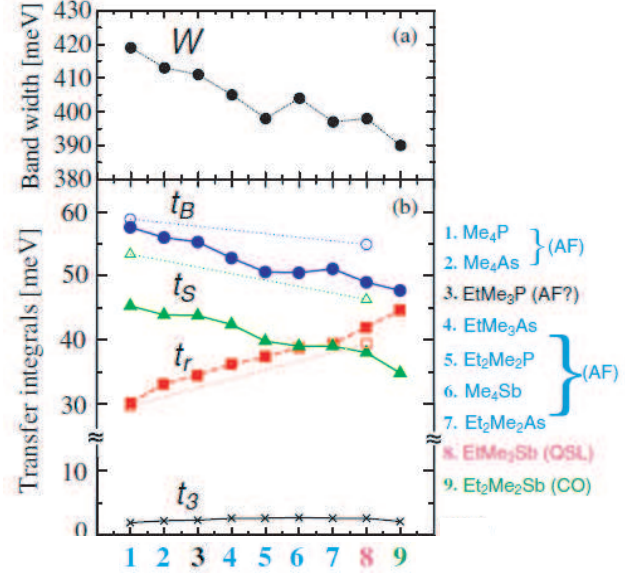 430
420
410
400
390
380
Band width [meV]
W
(a)
60
50
40
30
10
0
Transfer integrals [meV]
t_B
t_S
t_r
t_3
(b)
1 2 3 4 5 6 7 8 9
1. Me₄P
2. Me₄As
(AF)
3. EtMe₃P (AF?)
4. EtMe₃As
5. Et₂Me₂P
6. Me₄Sb
7. Et₂Me₂As
(AF)
8. EtMe₃Sb (QSL)
9. Et₂Me₂Sb (CO)